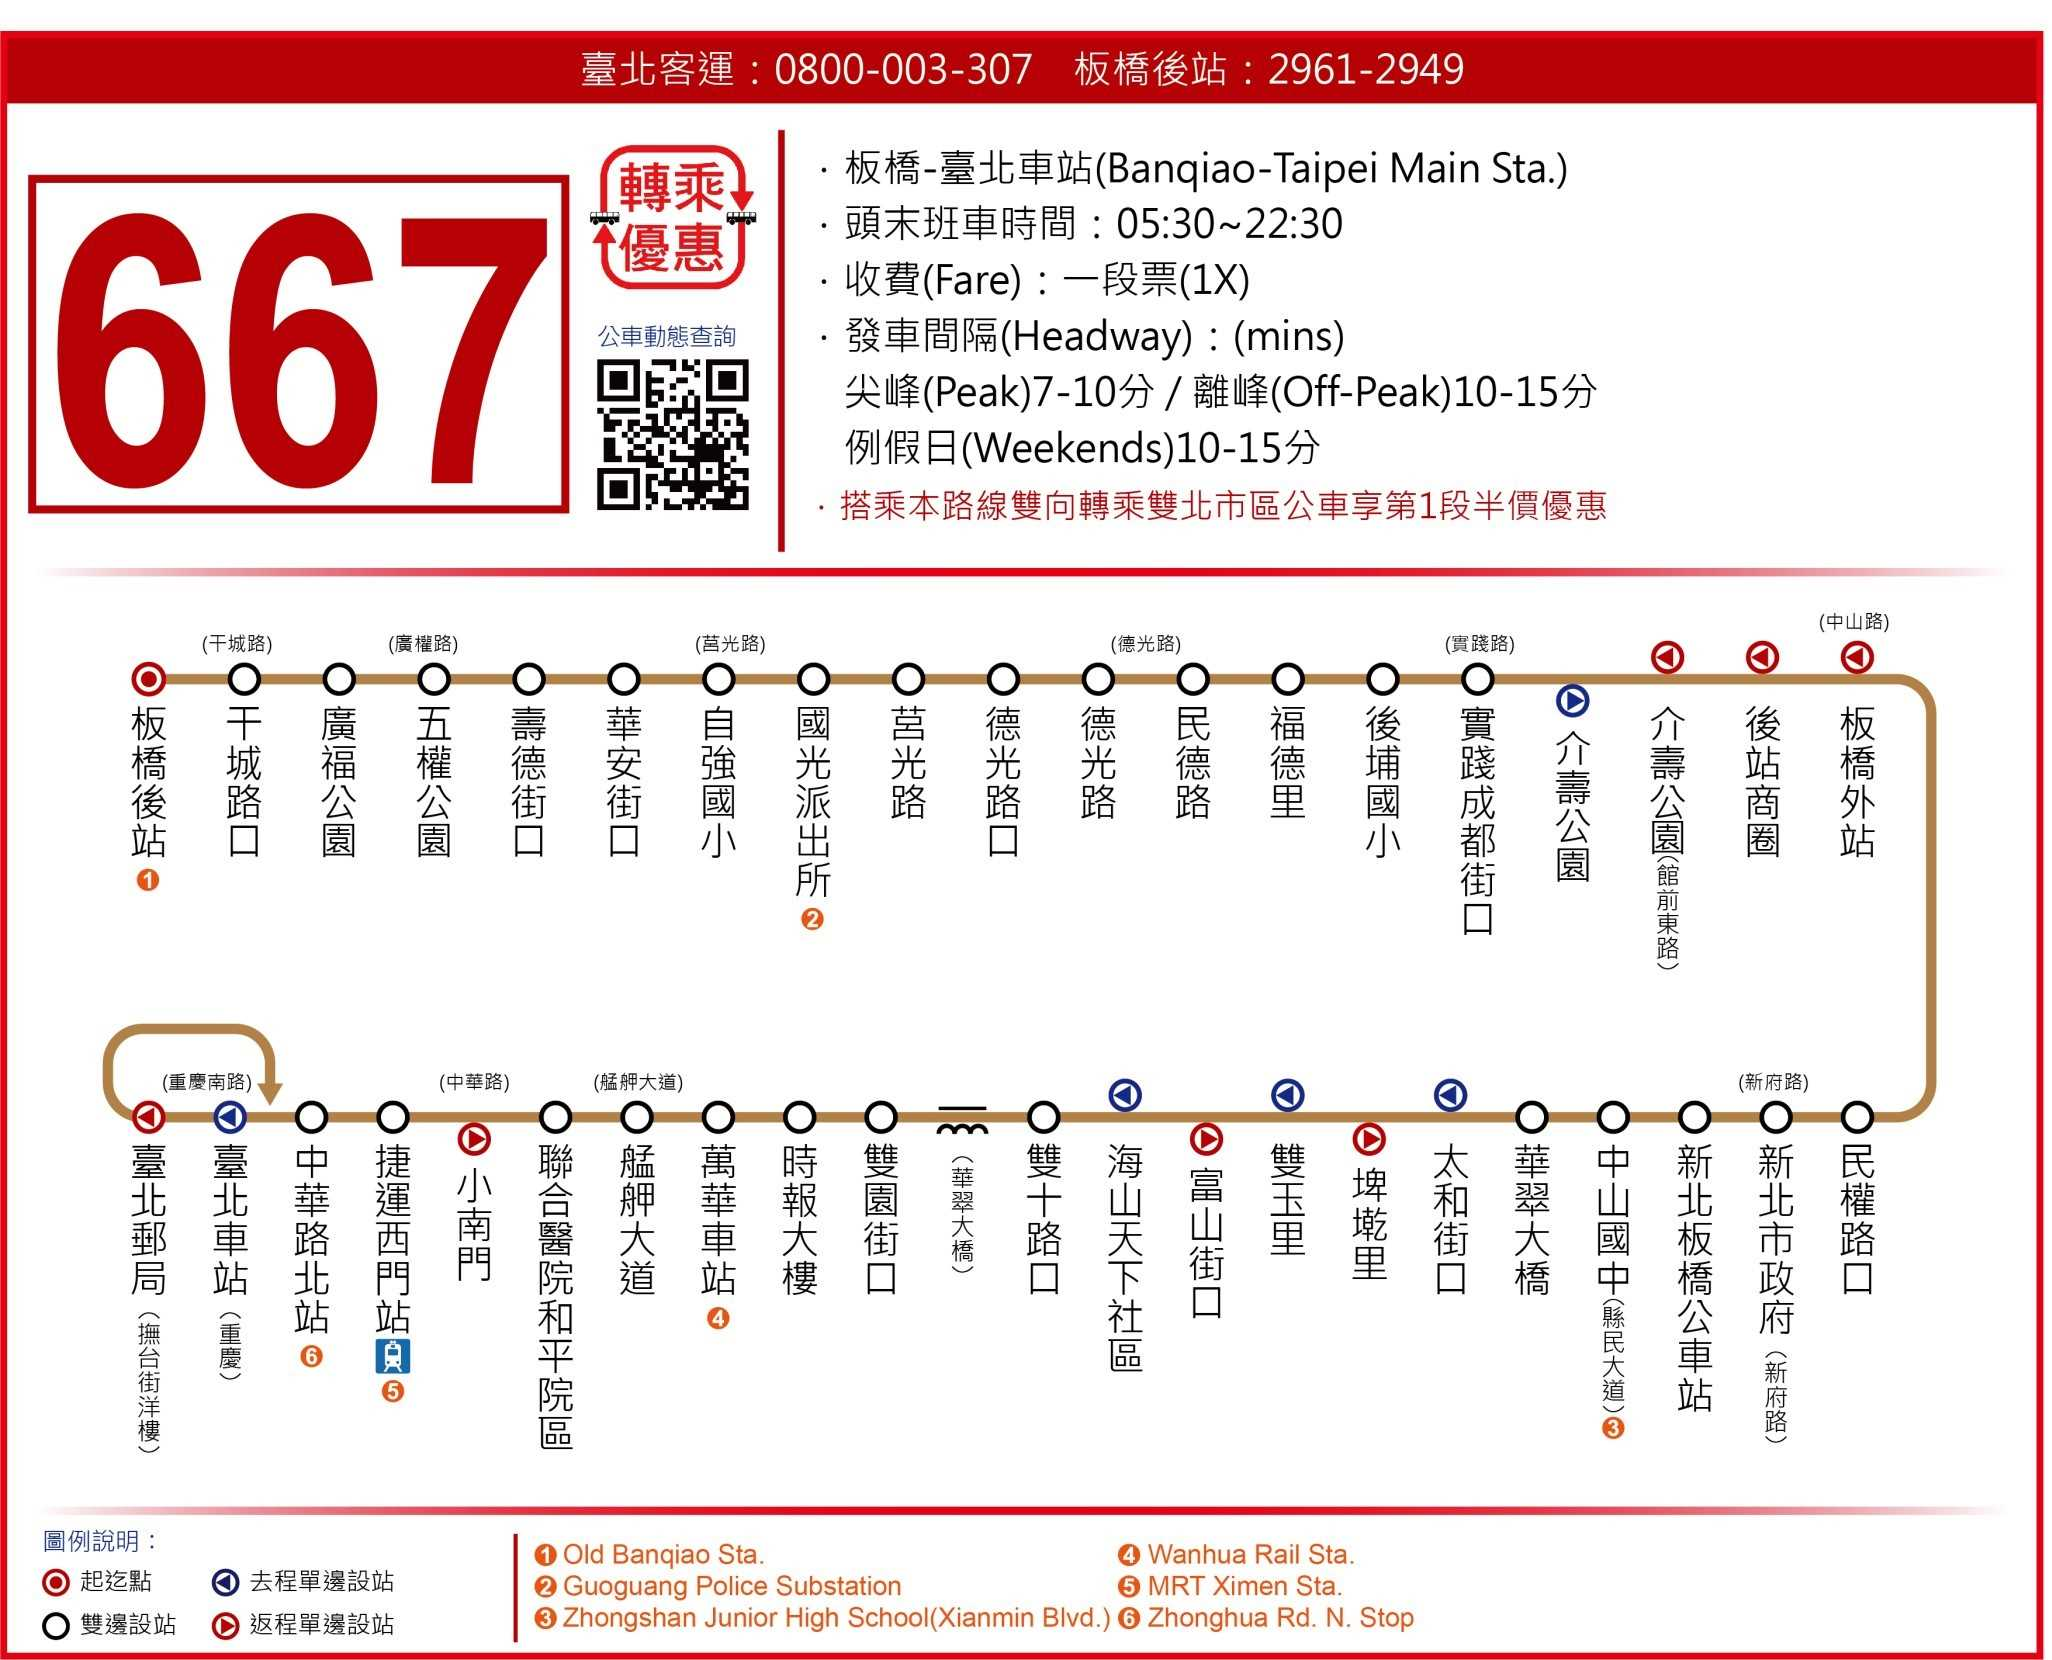 臺北客運：0800-003-307　板橋後站：2961-2949
667
轉乘
優惠
公車動態查詢
· 板橋-臺北車站(Banqiao-Taipei Main Sta.)
· 頭末班車時間：05:30~22:30
· 收費(Fare)：一段票(1X)
· 發車間隔(Headway)：(mins)
尖峰(Peak)7-10分 / 離峰(Off-Peak)10-15分
例假日(Weekends)10-15分
· 搭乘本路線雙向轉乘雙北市區公車享第1段半價優惠
(干城路)
(廣權路)
(莒光路)
(德光路)
(實踐路)
(中山路)
板橋後站 1
干城路口
廣福公園
五權公園
壽德街口
華安街口
自強國小
國光派出所 2
莒光路
德光路口
德光路
民德路
福德里
後埔國小
實踐成都街口
介壽公園
介壽公園(館前東路)
後站商圈
板橋外站
(重慶南路)
(中華路)
(艋舺大道)
(新府路)
臺北郵局(撫台街洋樓)
臺北車站(重慶)
中華路北站 6
捷運西門站 5
小南門
聯合醫院和平院區
艋舺大道
萬華車站 4
時報大樓
雙園街口
(華翠大橋)
雙十路口
海山天下社區
富山街口
雙玉里
埤墘里
太和街口
華翠大橋
中山國中(縣民大道) 3
新北板橋公車站
新北市政府(新府路)
民權路口
圖例說明：
起迄點
去程單邊設站
雙邊設站
返程單邊設站
1 Old Banqiao Sta.
2 Guoguang Police Substation
3 Zhongshan Junior High School(Xianmin Blvd.)
4 Wanhua Rail Sta.
5 MRT Ximen Sta.
6 Zhonghua Rd. N. Stop